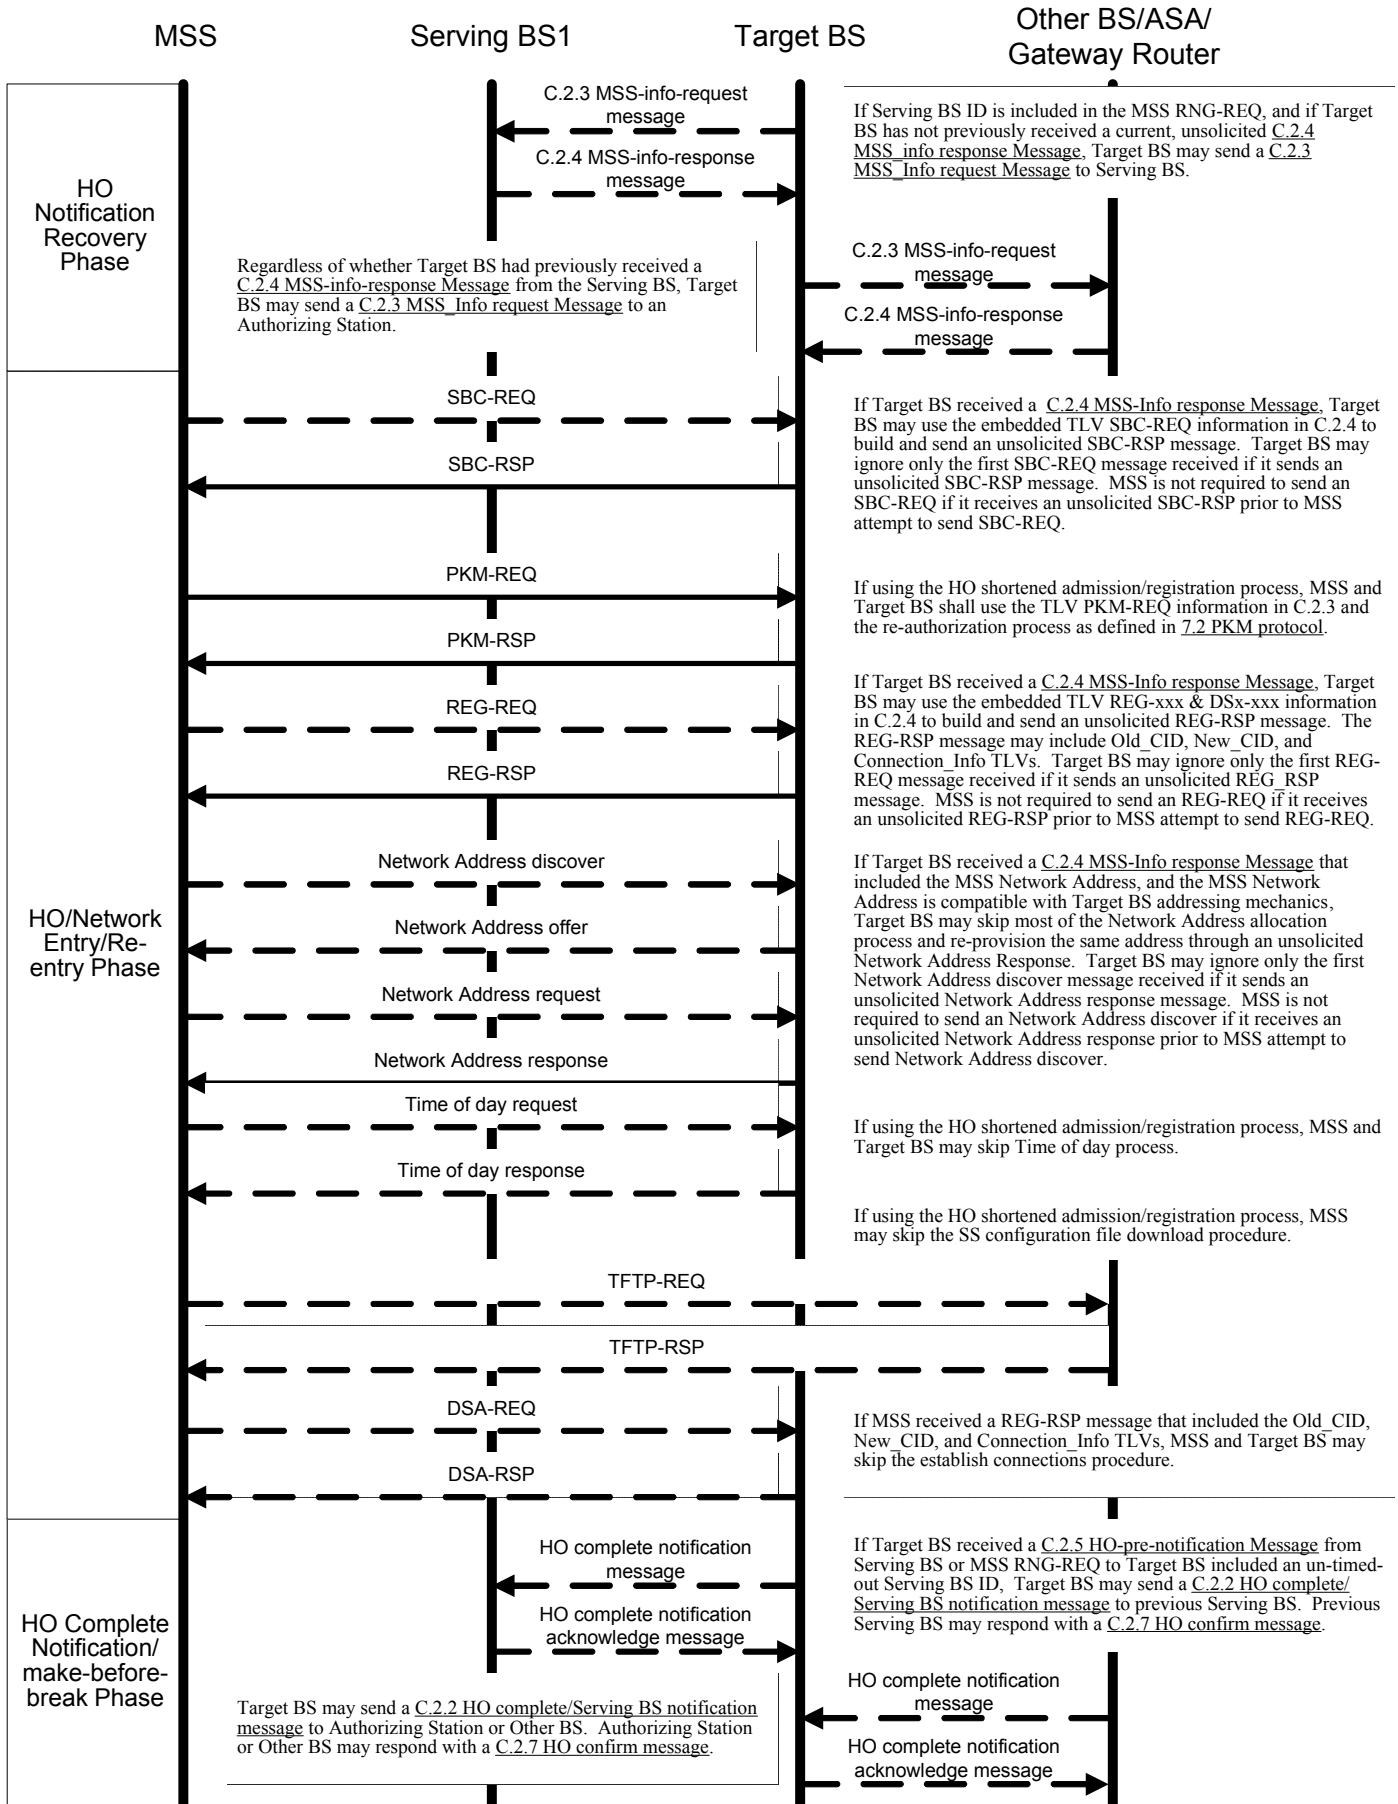 MSS
Serving BS1
Target BS
Other BS/ASA/
Gateway Router
HO
Notification
Recovery
Phase
C.2.3 MSS-info-request
message
C.2.4 MSS-info-response
message
If Serving BS ID is included in the MSS RNG-REQ, and if Target
BS has not previously received a current, unsolicited C.2.4
MSS_info response Message, Target BS may send a C.2.3
MSS_Info request Message to Serving BS.
Regardless of whether Target BS had previously received a
C.2.4 MSS-info-response Message from the Serving BS, Target
BS may send a C.2.3 MSS_Info request Message to an
Authorizing Station.
C.2.3 MSS-info-request
message
C.2.4 MSS-info-response
message
HO/Network
Entry/Re-
entry Phase
SBC-REQ
SBC-RSP
If Target BS received a  C.2.4 MSS-Info response Message, Target
BS may use the embedded TLV SBC-REQ information in C.2.4 to
build and send an unsolicited SBC-RSP message.  Target BS may
ignore only the first SBC-REQ message received if it sends an
unsolicited SBC-RSP message.  MSS is not required to send an
SBC-REQ if it receives an unsolicited SBC-RSP prior to MSS
attempt to send SBC-REQ.
PKM-REQ
PKM-RSP
If using the HO shortened admission/registration process, MSS and
Target BS shall use the TLV PKM-REQ information in C.2.3 and
the re-authorization process as defined in 7.2 PKM protocol.
REG-REQ
REG-RSP
If Target BS received a C.2.4 MSS-Info response Message, Target
BS may use the embedded TLV REG-xxx & DSx-xxx information
in C.2.4 to build and send an unsolicited REG-RSP message.  The
REG-RSP message may include Old_CID, New_CID, and
Connection_Info TLVs.  Target BS may ignore only the first REG-
REQ message received if it sends an unsolicited REG_RSP
message.  MSS is not required to send an REG-REQ if it receives
an unsolicited REG-RSP prior to MSS attempt to send REG-REQ.
Network Address discover
Network Address offer
Network Address request
Network Address response
If Target BS received a C.2.4 MSS-Info response Message that
included the MSS Network Address, and the MSS Network
Address is compatible with Target BS addressing mechanics,
Target BS may skip most of the Network Address allocation
process and re-provision the same address through an unsolicited
Network Address Response.  Target BS may ignore only the first
Network Address discover message received if it sends an
unsolicited Network Address response message.  MSS is not
required to send an Network Address discover if it receives an
unsolicited Network Address response prior to MSS attempt to
send Network Address discover.
Time of day request
Time of day response
If using the HO shortened admission/registration process, MSS and
Target BS may skip Time of day process.
If using the HO shortened admission/registration process, MSS
may skip the SS configuration file download procedure.
TFTP-REQ
TFTP-RSP
DSA-REQ
DSA-RSP
If MSS received a REG-RSP message that included the Old_CID,
New_CID, and Connection_Info TLVs, MSS and Target BS may
skip the establish connections procedure.
HO Complete
Notification/
make-before-
break Phase
HO complete notification
message
HO complete notification
acknowledge message
If Target BS received a C.2.5 HO-pre-notification Message from
Serving BS or MSS RNG-REQ to Target BS included an un-timed-
out Serving BS ID,  Target BS may send a C.2.2 HO complete/
Serving BS notification message to previous Serving BS.  Previous
Serving BS may respond with a C.2.7 HO confirm message.
Target BS may send a C.2.2 HO complete/Serving BS notification
message to Authorizing Station or Other BS.  Authorizing Station
or Other BS may respond with a C.2.7 HO confirm message.
HO complete notification
message
HO complete notification
acknowledge message